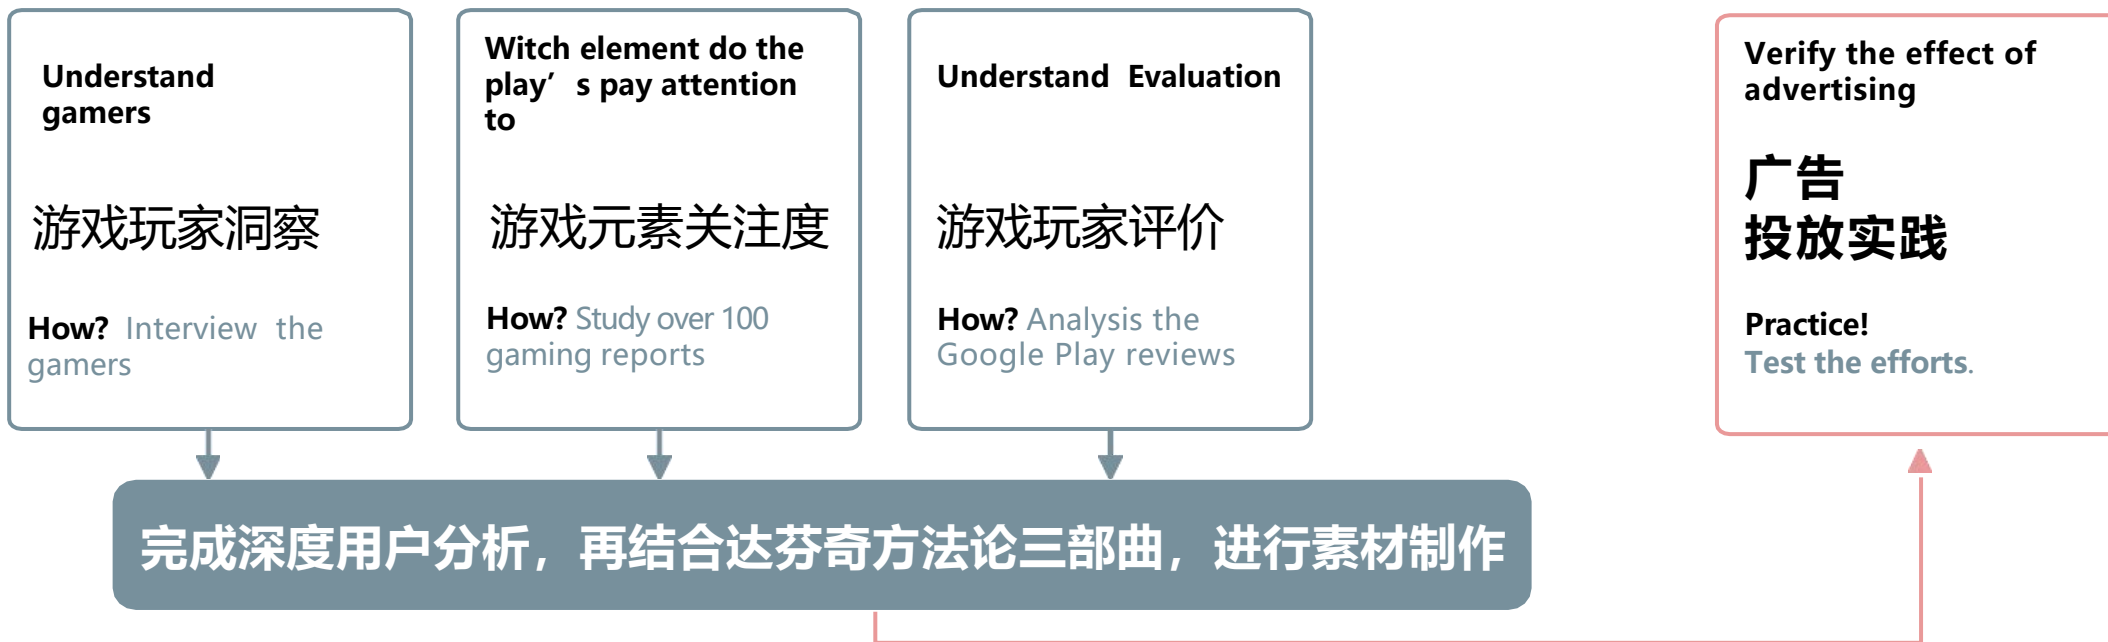 Understand
gamers
游戏玩家洞察
How? Interview the
gamers
Witch element do the
play’s pay attention
to
游戏元素关注度
How? Study over 100
gaming reports
Understand Evaluation
游戏玩家评价
How? Analysis the
Google Play reviews
Verify the effect of
advertising
广告
投放实践
Practice!
Test the efforts.
完成深度用户分析，再结合达芬奇方法论三部曲，进行素材制作